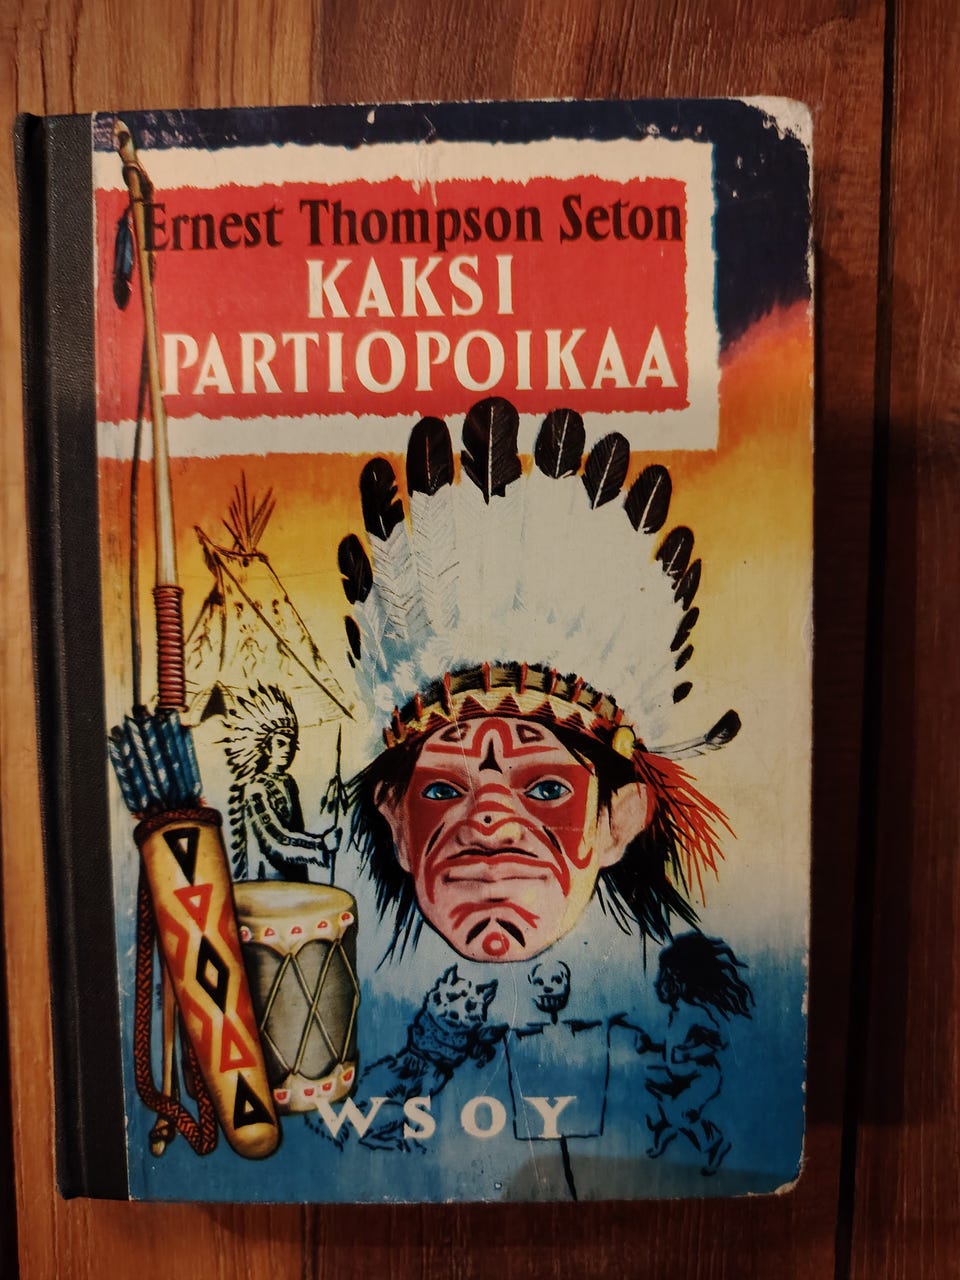 Ernest Thompson Seton
KAKSI
PARTIOPOIKAA
WSOY